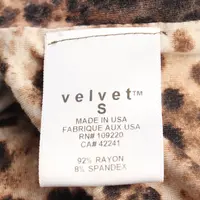 velvet™
S
MADE IN USA
FABRIQUE AUX USA
RN# 109220
CA# 42241
92% RAYON
8% SPANDEX